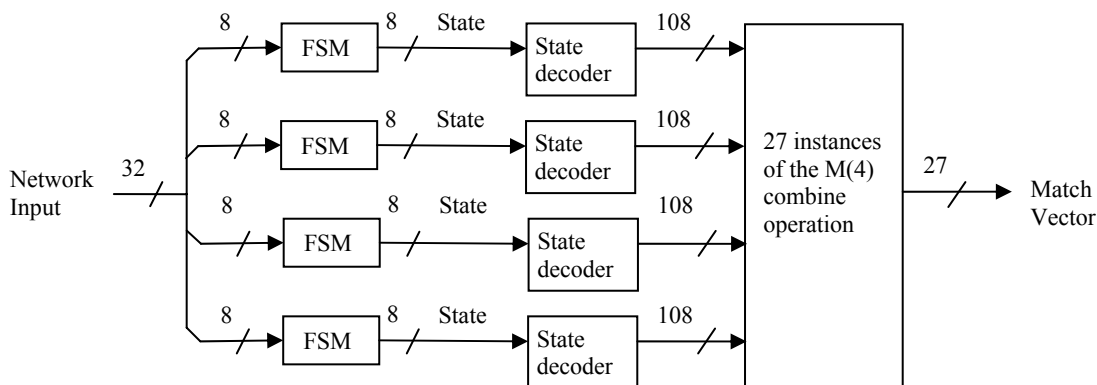 8
FSM
8
State
State
decoder
108
8
FSM
8
State
State
decoder
108
Network
Input
32
8
FSM
8
State
State
decoder
108
8
FSM
8
State
State
decoder
108
27 instances
of the M(4)
combine
operation
27
Match
Vector